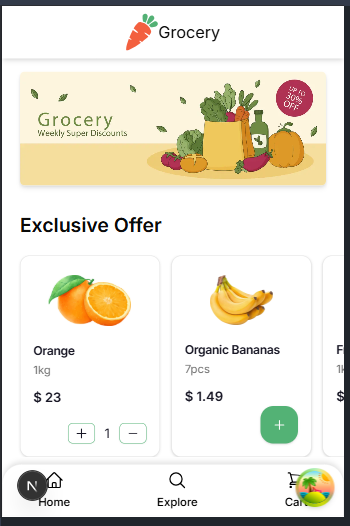 Grocery
Grocery
Weekly Super Discounts
UP TO
30%
OFF
Exclusive Offer
Orange
1kg
$ 23
+ 1 −
Organic Bananas
7pcs
$ 1.49
+
1k
$
N
Home
Explore